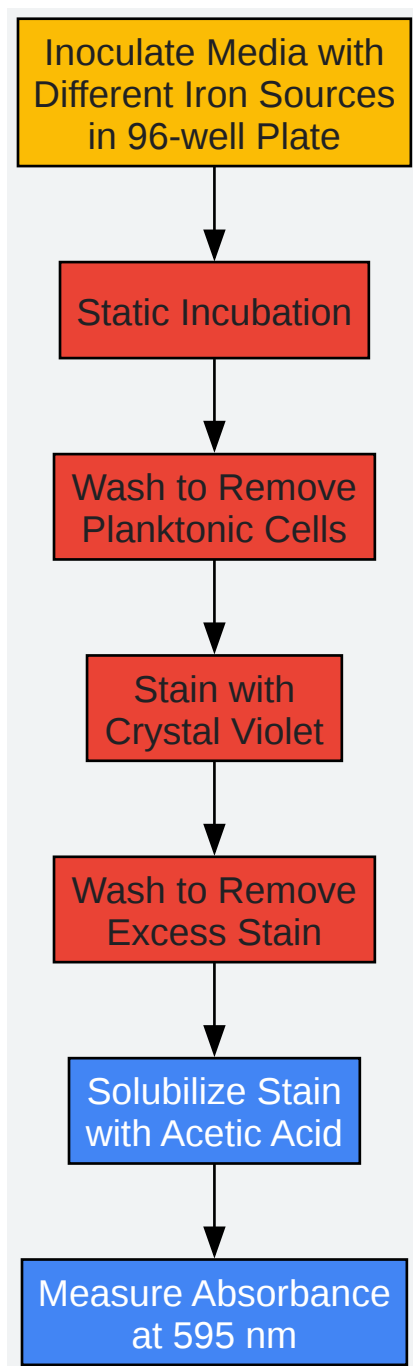 Inoculate Media with
Different Iron Sources
in 96-well Plate
Static Incubation
Wash to Remove
Planktonic Cells
Stain with
Crystal Violet
Wash to Remove
Excess Stain
Solubilize Stain
with Acetic Acid
Measure Absorbance
at 595 nm